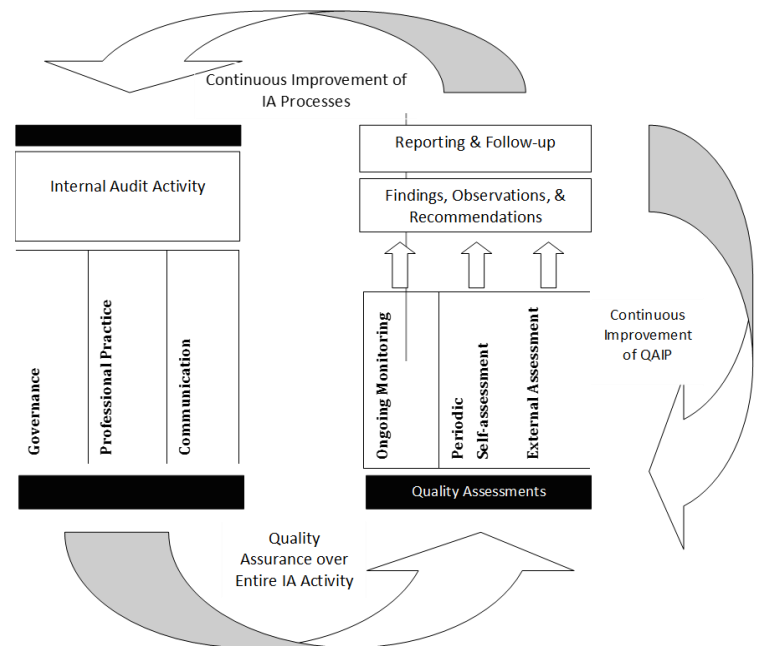 Continuous Improvement of
IA Processes
Internal Audit Activity
Governance
Professional Practice
Communication
Reporting & Follow-up
Findings, Observations, &
Recommendations
Ongoing Monitoring
Periodic
Self-assessment
External Assessment
Quality Assessments
Continuous
Improvement
of QAIP
Quality
Assurance over
Entire IA Activity